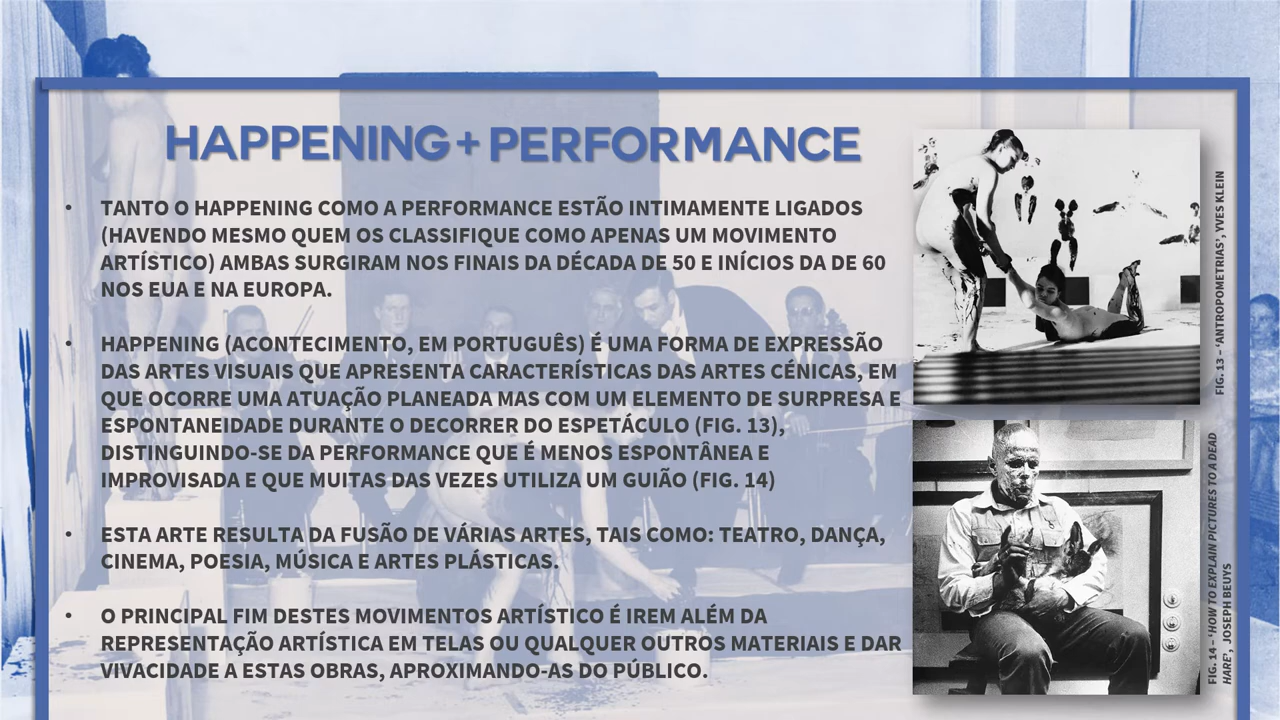 HAPPENING + PERFORMANCE
• TANTO O HAPPENING COMO A PERFORMANCE ESTÃO INTIMAMENTE LIGADOS
(HAVENDO MESMO QUEM OS CLASSIFIQUE COMO APENAS UM MOVIMENTO
ARTÍSTICO) AMBAS SURGIRAM NOS FINAIS DA DÉCADA DE 50 E INÍCIOS DA DE 60
NOS EUA E NA EUROPA.
• HAPPENING (ACONTECIMENTO, EM PORTUGUÊS) É UMA FORMA DE EXPRESSÃO
DAS ARTES VISUAIS QUE APRESENTA CARACTERÍSTICAS DAS ARTES CÉNICAS, EM
QUE OCORRE UMA ATUAÇÃO PLANEADA MAS COM UM ELEMENTO DE SURPRESA E
ESPONTANEIDADE DURANTE O DECORRER DO ESPETÁCULO (FIG. 13),
DISTINGUINDO-SE DA PERFORMANCE QUE É MENOS ESPONTÂNEA E
IMPROVISADA E QUE MUITAS DAS VEZES UTILIZA UM GUIÃO (FIG. 14)
• ESTA ARTE RESULTA DA FUSÃO DE VÁRIAS ARTES, TAIS COMO: TEATRO, DANÇA,
CINEMA, POESIA, MÚSICA E ARTES PLÁSTICAS.
• O PRINCIPAL FIM DESTES MOVIMENTOS ARTÍSTICO É IREM ALÉM DA
REPRESENTAÇÃO ARTÍSTICA EM TELAS OU QUALQUER OUTROS MATERIAIS E DAR
VIVACIDADE A ESTAS OBRAS, APROXIMANDO-AS DO PÚBLICO.
FIG. 13 – 'ANTROPOMETRIAS', YVES KLEIN
FIG. 14 – 'HOW TO EXPLAIN PICTURES TO A DEAD
HARE', JOSEPH BEUYS